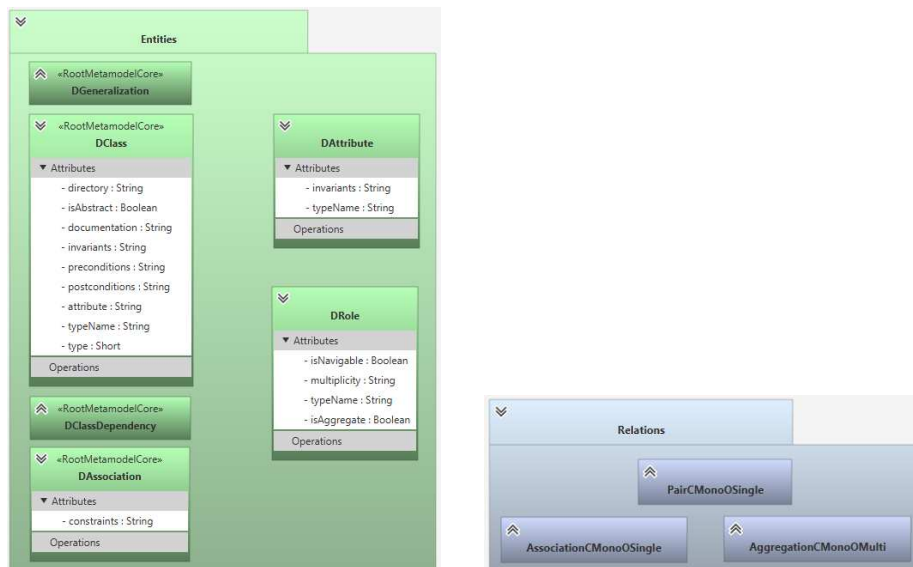 Entities
«RootMetamodelCore»
DGeneralization
«RootMetamodelCore»
DClass
Attributes
- directory : String
- isAbstract : Boolean
- documentation : String
- invariants : String
- preconditions : String
- postconditions : String
- attribute : String
- typeName : String
- type : Short
Operations
«RootMetamodelCore»
DClassDependency
«RootMetamodelCore»
DAssociation
Attributes
- constraints : String
Operations
DAttribute
Attributes
- invariants : String
- typeName : String
Operations
DRole
Attributes
- isNavigable : Boolean
- multiplicity : String
- typeName : String
- isAggregate : Boolean
Operations
Relations
PairCMonoOSingle
AssociationCMonoOSingle
AggregationCMonoOMulti